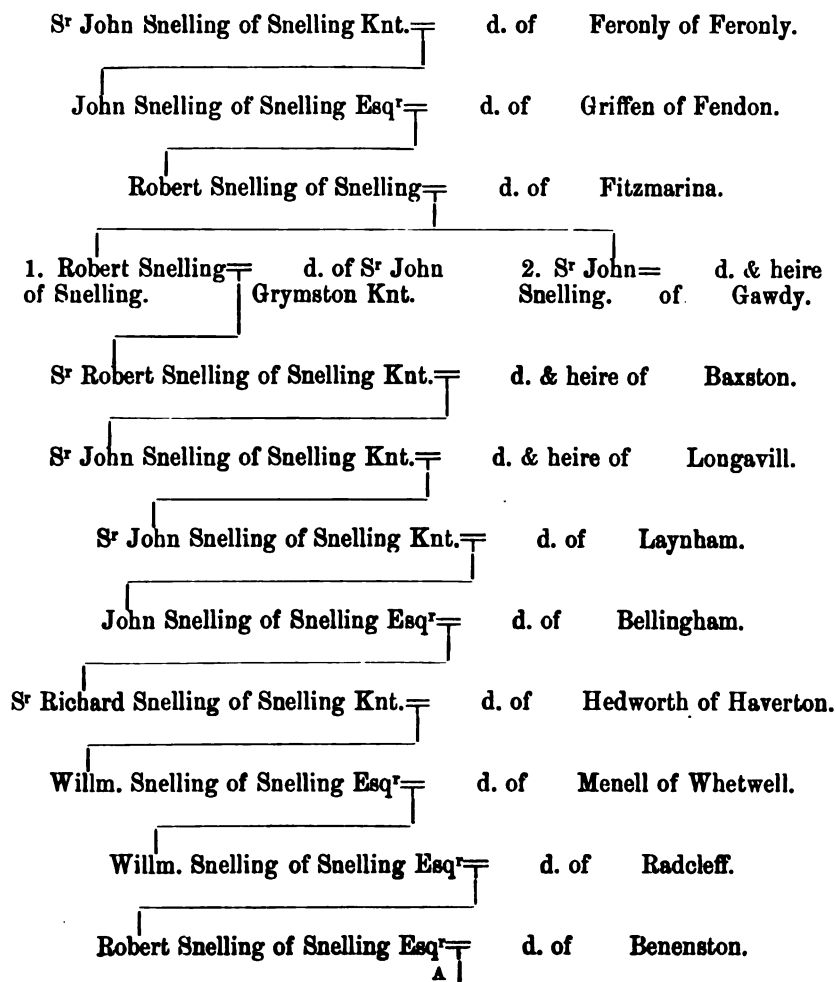 Sʳ John Snelling of Snelling Knt. = d. of Feronly of Feronly.
John Snelling of Snelling Esqʳ = d. of Griffen of Fendon.
Robert Snelling of Snelling = d. of Fitzmarina.
1. Robert Snelling = d. of Sʳ John 2. Sʳ John = d. & heire
of Snelling. Grymston Knt. Snelling. of Gawdy.
Sʳ Robert Snelling of Snelling Knt. = d. & heire of Baxston.
Sʳ John Snelling of Snelling Knt. = d. & heire of Longavill.
Sʳ John Snelling of Snelling Knt. = d. of Laynham.
John Snelling of Snelling Esqʳ = d. of Bellingham.
Sʳ Richard Snelling of Snelling Knt. = d. of Hedworth of Haverton.
Willm. Snelling of Snelling Esqʳ = d. of Menell of Whetwell.
Willm. Snelling of Snelling Esqʳ = d. of Radcleff.
Robert Snelling of Snelling Esqʳ = d. of Benenston.
A